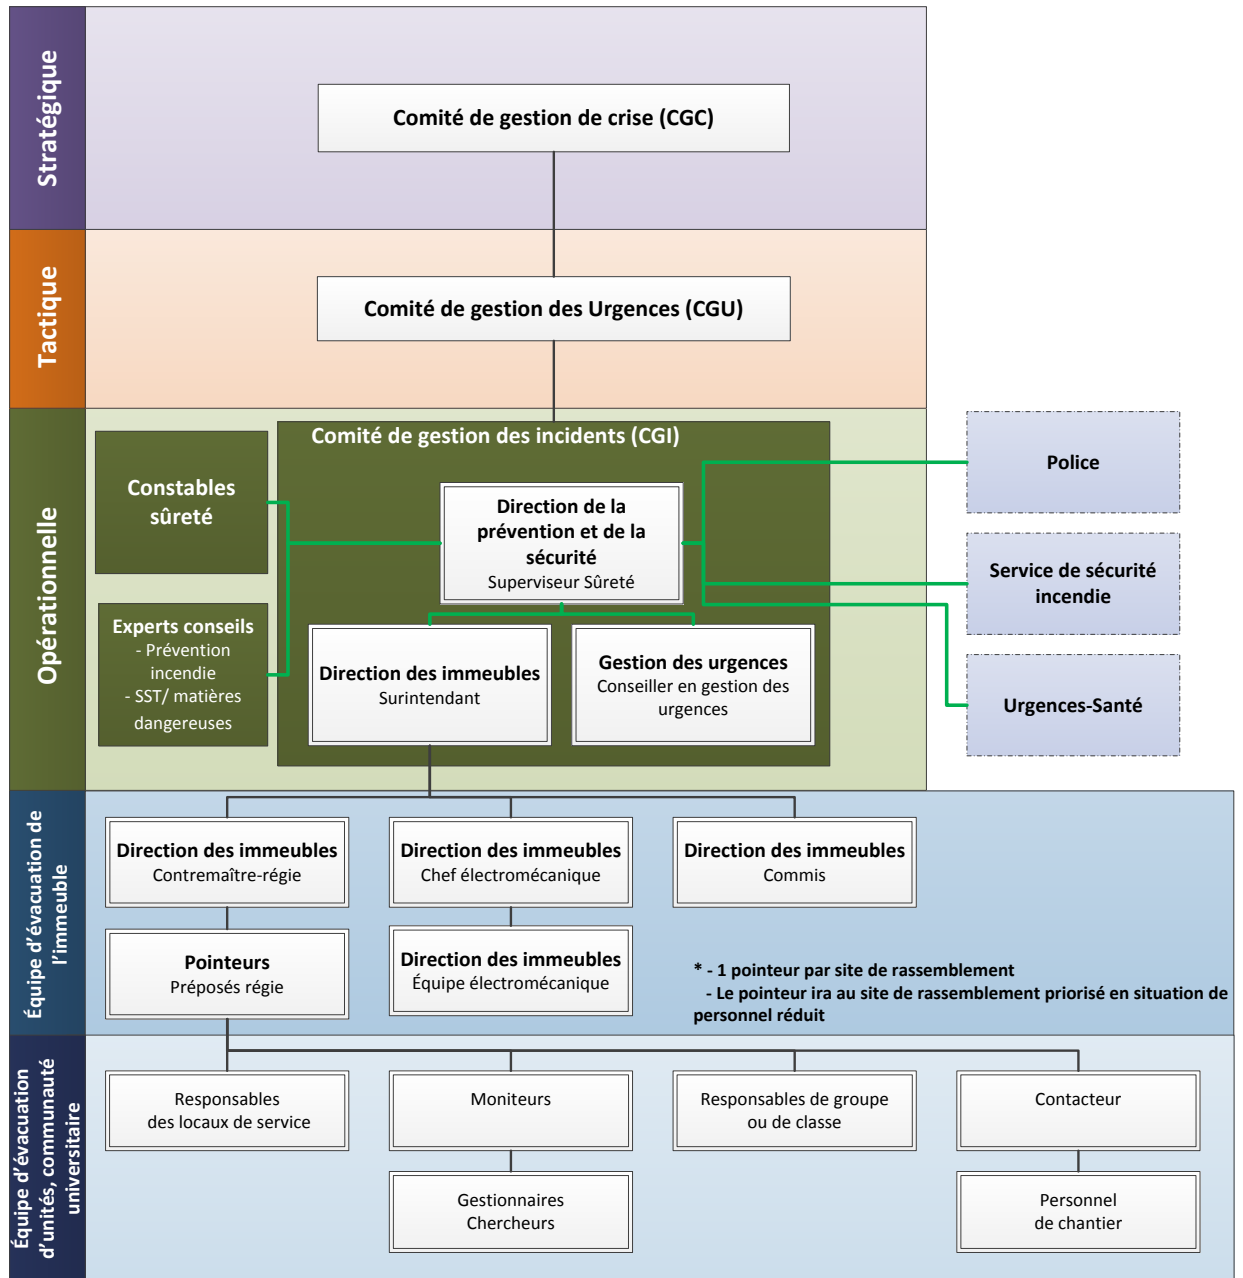 Stratégique
Comité de gestion de crise (CGC)
Tactique
Comité de gestion des Urgences (CGU)
Opérationnelle
Comité de gestion des incidents (CGI)
Constables
sûreté
Experts conseils
- Prévention
incendie
- SST/ matières
dangereuses
Direction de la
prévention et de la
sécurité
Superviseur Sûreté
Direction des immeubles
Surintendant
Gestion des urgences
Conseiller en gestion des
urgences
Police
Service de sécurité
incendie
Urgences-Santé
Équipe d'évacuation de
l'immeuble
Direction des immeubles
Contremaître-régie
Direction des immeubles
Chef électromécanique
Direction des immeubles
Commis
Pointeurs
Préposés régie
Direction des immeubles
Équipe électromécanique
* - 1 pointeur par site de rassemblement
- Le pointeur ira au site de rassemblement priorisé en situation de
personnel réduit
Équipe d'évacuation
d'unités, communauté
universitaire
Responsables
des locaux de service
Moniteurs
Responsables de groupe
ou de classe
Contacteur
Gestionnaires
Chercheurs
Personnel
de chantier